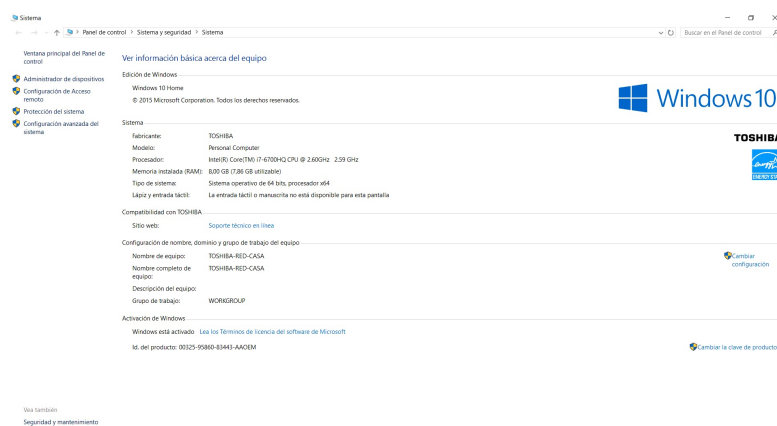 Sistema
Panel de control > Sistema y seguridad > Sistema
Buscar en el Panel de control
Ventana principal del Panel de
control
Administrador de dispositivos
Configuración de Acceso
remoto
Protección del sistema
Configuración avanzada del
sistema
Ver información básica acerca del equipo
Edición de Windows
Windows 10 Home
© 2015 Microsoft Corporation. Todos los derechos reservados.
Windows 10
Sistema
Fabricante: TOSHIBA
Modelo: Personal Computer
Procesador: Intel(R) Core(TM) i7-6700HQ CPU @ 2.60GHz 2.59 GHz
Memoria instalada (RAM): 8,00 GB (7,86 GB utilizable)
Tipo de sistema: Sistema operativo de 64 bits, procesador x64
Lápiz y entrada táctil: La entrada táctil o manuscrita no está disponible para esta pantalla
TOSHIBA
ENERGY STA
Compatibilidad con TOSHIBA
Sitio web: Soporte técnico en línea
Configuración de nombre, dominio y grupo de trabajo del equipo
Nombre de equipo: TOSHIBA-RED-CASA
Nombre completo de TOSHIBA-RED-CASA
equipo:
Descripción del equipo:
Grupo de trabajo: WORKGROUP
Cambiar
configuración
Activación de Windows
Windows está activado Lea los Términos de licencia del software de Microsoft
Id. del producto: 00325-95860-83443-AAOEM
Cambiar la clave de producto
Vea también
Seguridad y mantenimiento